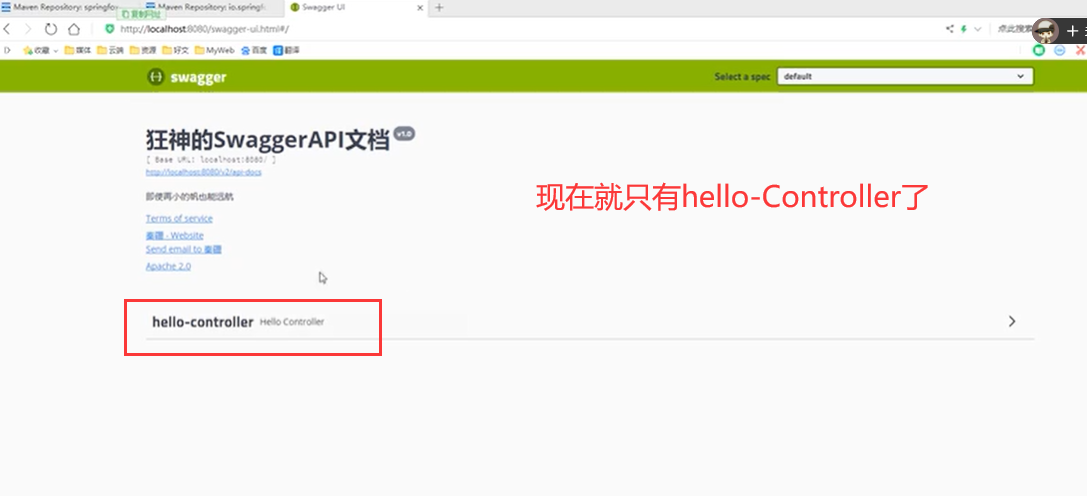 Maven Repository: springfox
Maven Repository: io.springfo
Swagger UI
复制网址
http://localhost:8080/swagger-ui.html#/
点此搜索
收藏 媒体 云端 资源 好文 MyWeb 百度 翻译
swagger
Select a spec default
狂神的SwaggerAPI文档 v1.0
[ Base URL: localhost:8080/ ]
http://localhost:8080/v2/api-docs
即使再小的帆也能远航
现在就只有hello-Controller了
Terms of service
秦疆 - Website
Send email to 秦疆
Apache 2.0
hello-controller Hello Controller